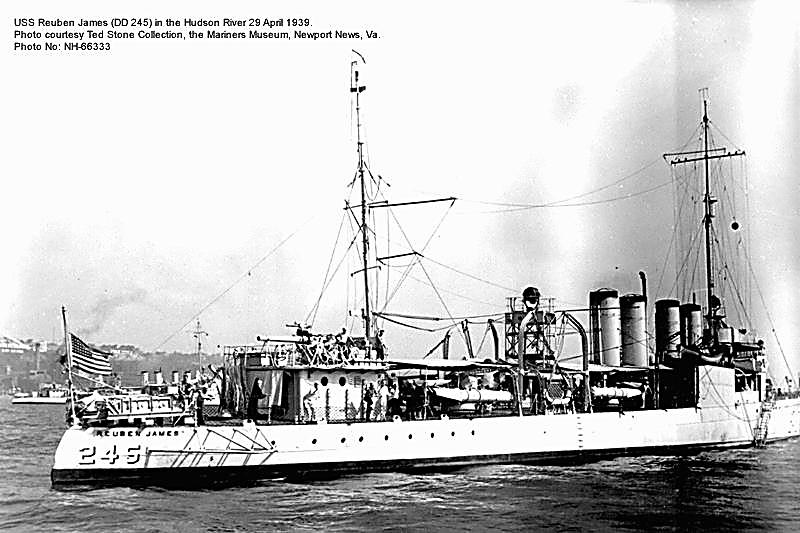 USS Reuben James (DD 245) in the Hudson River 29 April 1939.
Photo courtesy Ted Stone Collection, the Mariners Museum, Newport News, Va.
Photo No: NH-66333
REUBEN JAMES
245